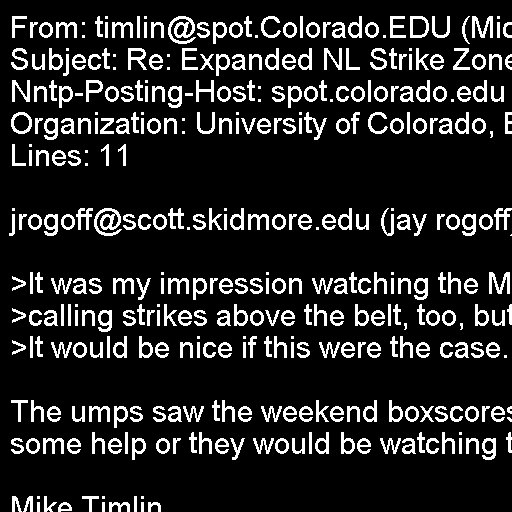 From: timlin@spot.Colorado.EDU (Mic
Subject: Re: Expanded NL Strike Zone
Nntp-Posting-Host: spot.colorado.edu
Organization: University of Colorado,
Lines: 11
jrogoff@scott.skidmore.edu (jay rogoff)
>It was my impression watching the M
>calling strikes above the belt, too, but
>It would be nice if this were the case.
The umps saw the weekend boxscores
some help or they would be watching t
Mike Timlin